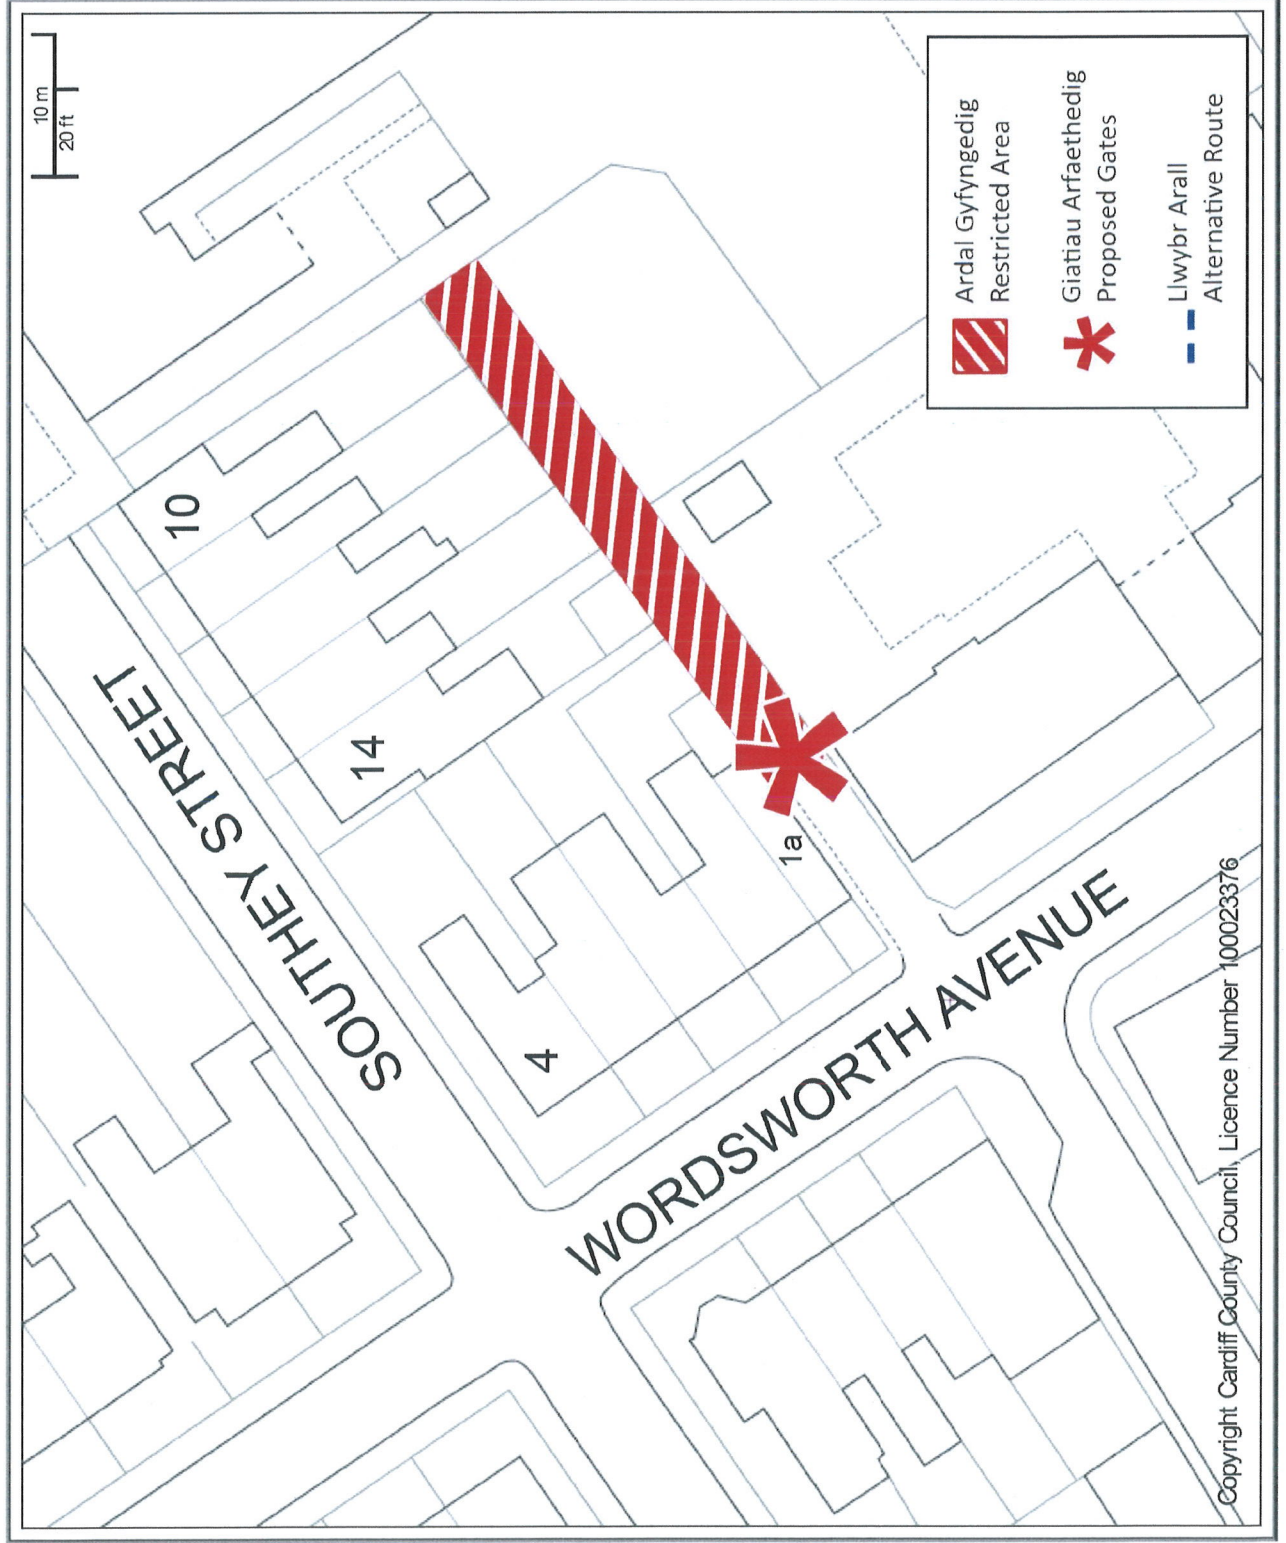 10 m
20 ft
SOUTHEY STREET
10
14
4
1a
WORDSWORTH AVENUE
Ardal Gyfyngedig
Restricted Area
Giatiau Arfaethedig
Proposed Gates
Llwybr Arall
Alternative Route
Copyright Cardiff County Council, Licence Number 100023376